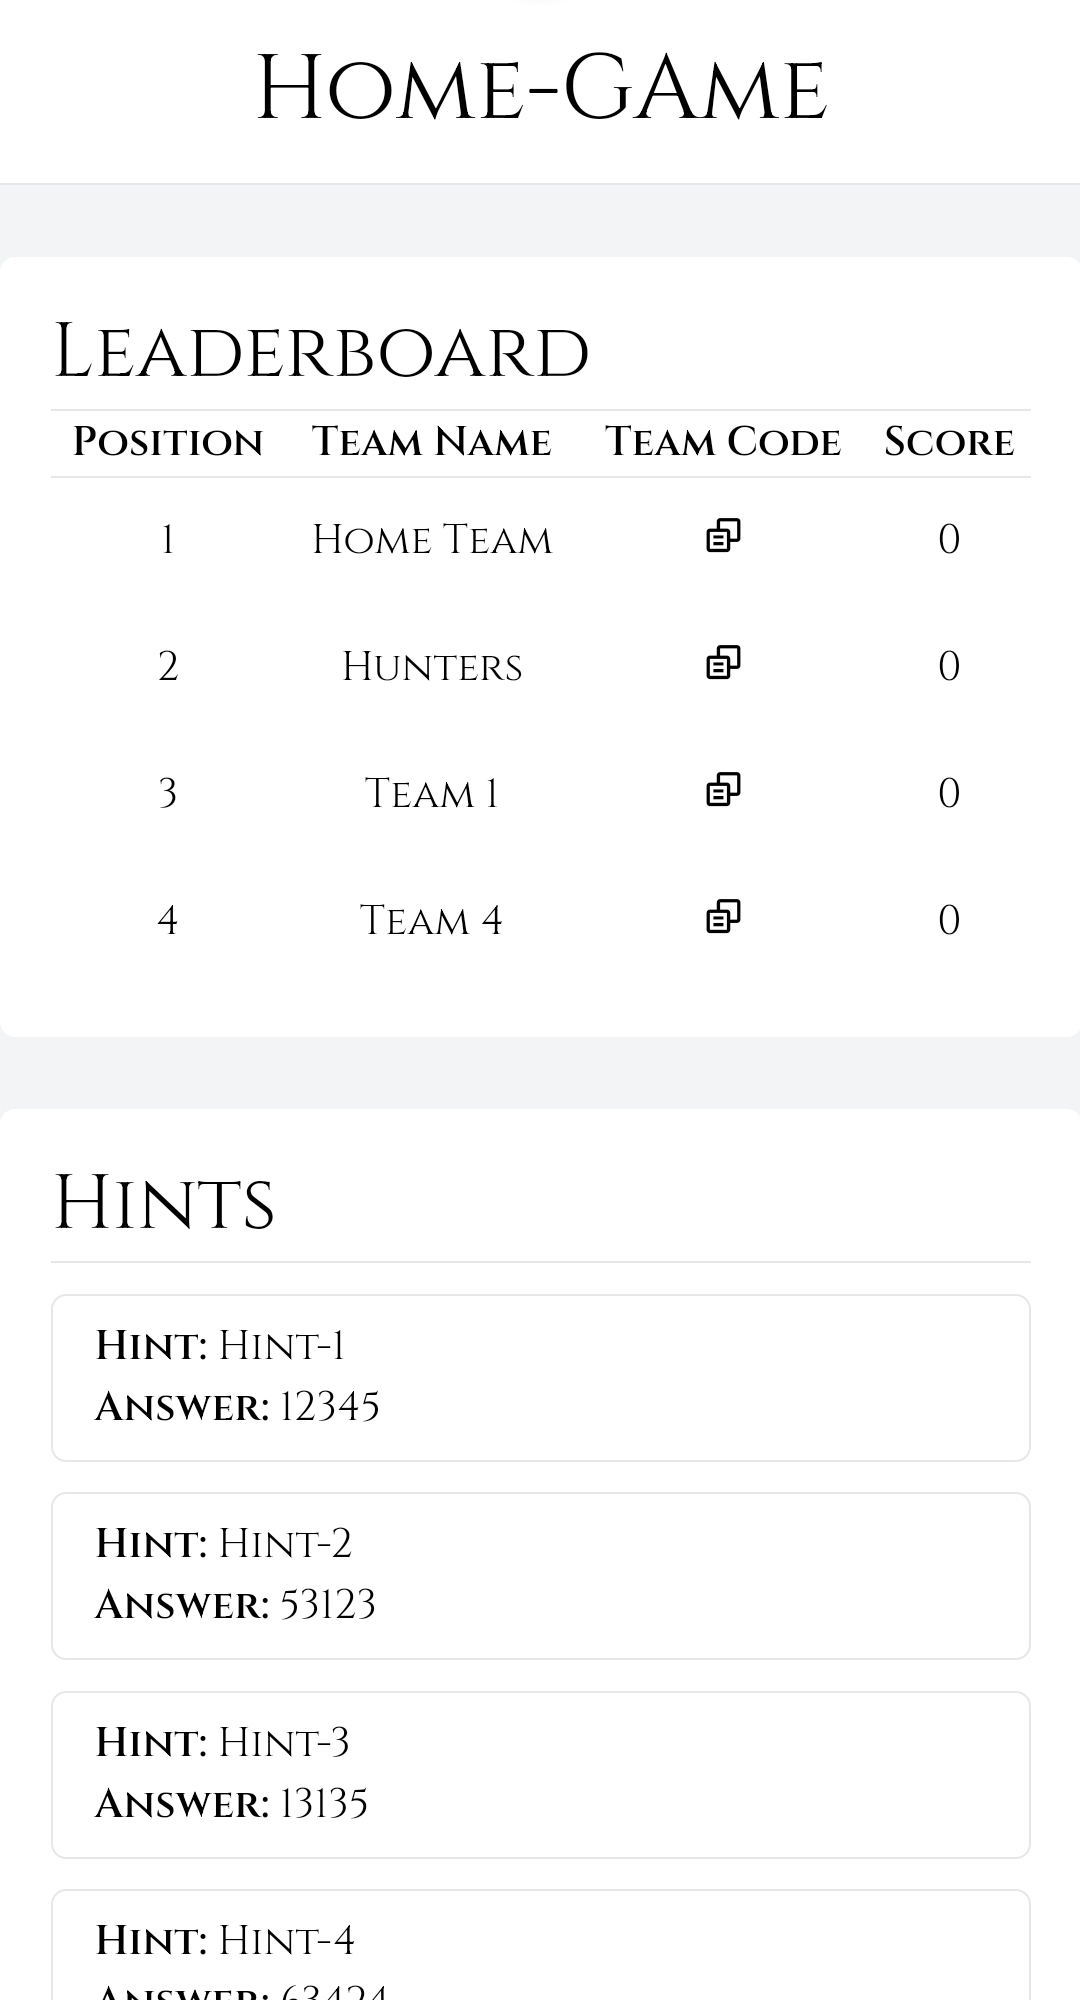 Home-Game
Leaderboard
Position Team Name Team Code Score
1 Home Team 0
2 Hunters 0
3 Team 1 0
4 Team 4 0
Hints
Hint: Hint-1
Answer: 12345
Hint: Hint-2
Answer: 53123
Hint: Hint-3
Answer: 13135
Hint: Hint-4
Answer: 63424